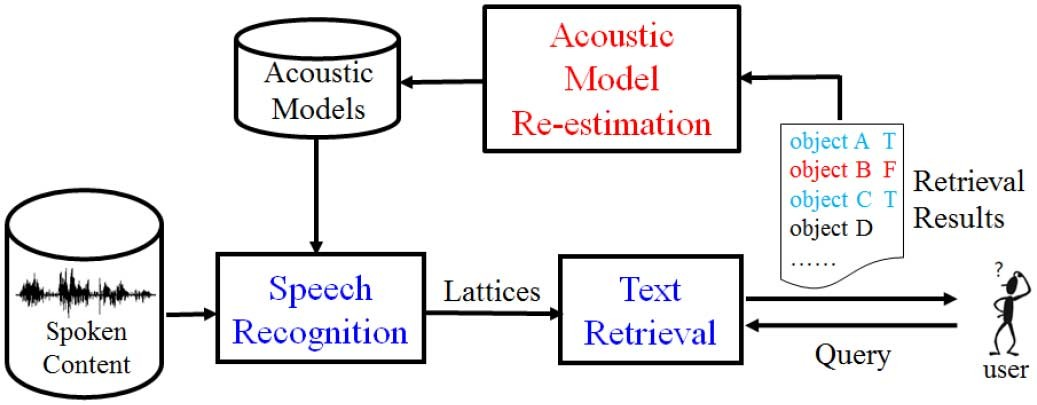 Acoustic
Models
Acoustic
Model
Re-estimation
object A T
object B F
object C T
object D
......
Retrieval
Results
Spoken
Content
Speech
Recognition
Lattices
Text
Retrieval
Query
?
user